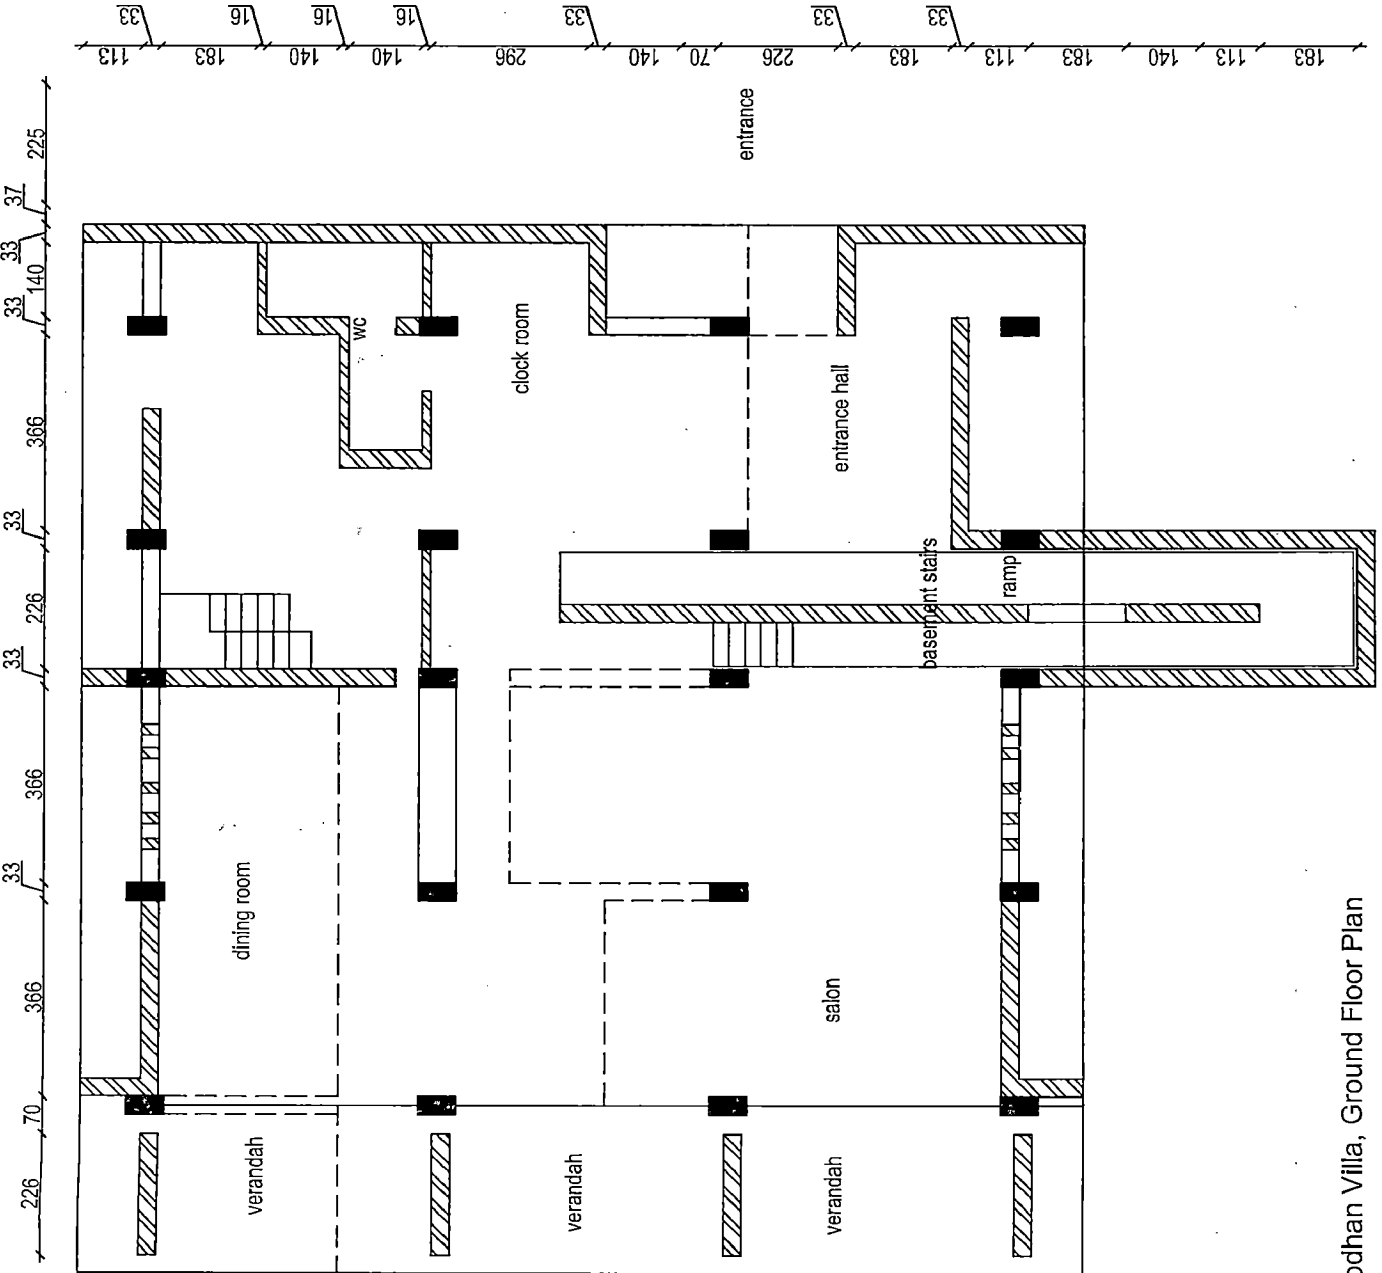 33
16
16
16
33
33
33
113
183
140
140
296
140
70
226
183
113
183
140
113
183
225
37
33
140
33
366
33
226
33
366
33
366
70
226
entrance
wc
clock room
entrance hall
basement stairs
ramp
dining room
salon
verandah
verandah
verandah
odhan Villa, Ground Floor Plan